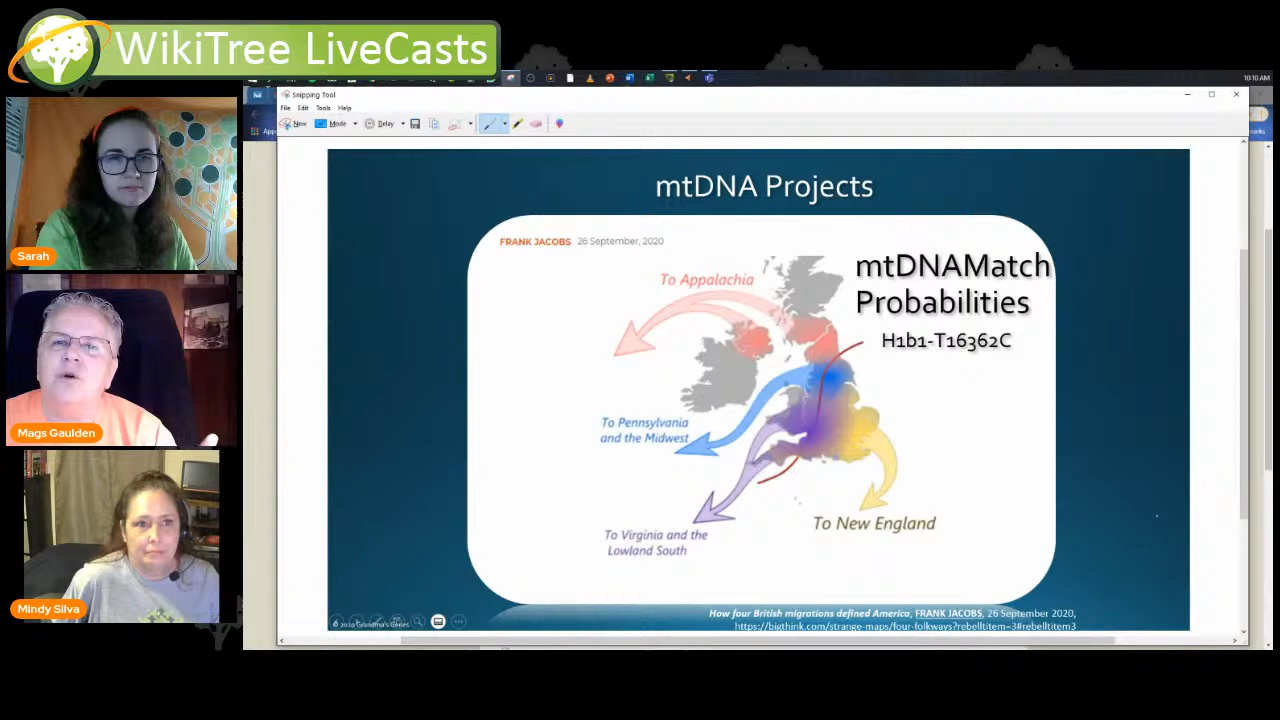 WikiTree LiveCasts
10:10 AM
Snipping Tool
File Edit Tools Help
New Mode Delay
mtDNA Projects
FRANK JACOBS 26 September, 2020
mtDNAMatch
Probabilities
H1b1-T16362C
To Appalachia
To Pennsylvania
and the Midwest
To Virginia and the
Lowland South
To New England
How four British migrations defined America, FRANK JACOBS, 26 September 2020,
https://bigthink.com/strange-maps/four-folkways?rebelltitem=3#rebelltitem3
© 2020 Grandma's Genes
Sarah
Mags Gaulden
Mindy Silva